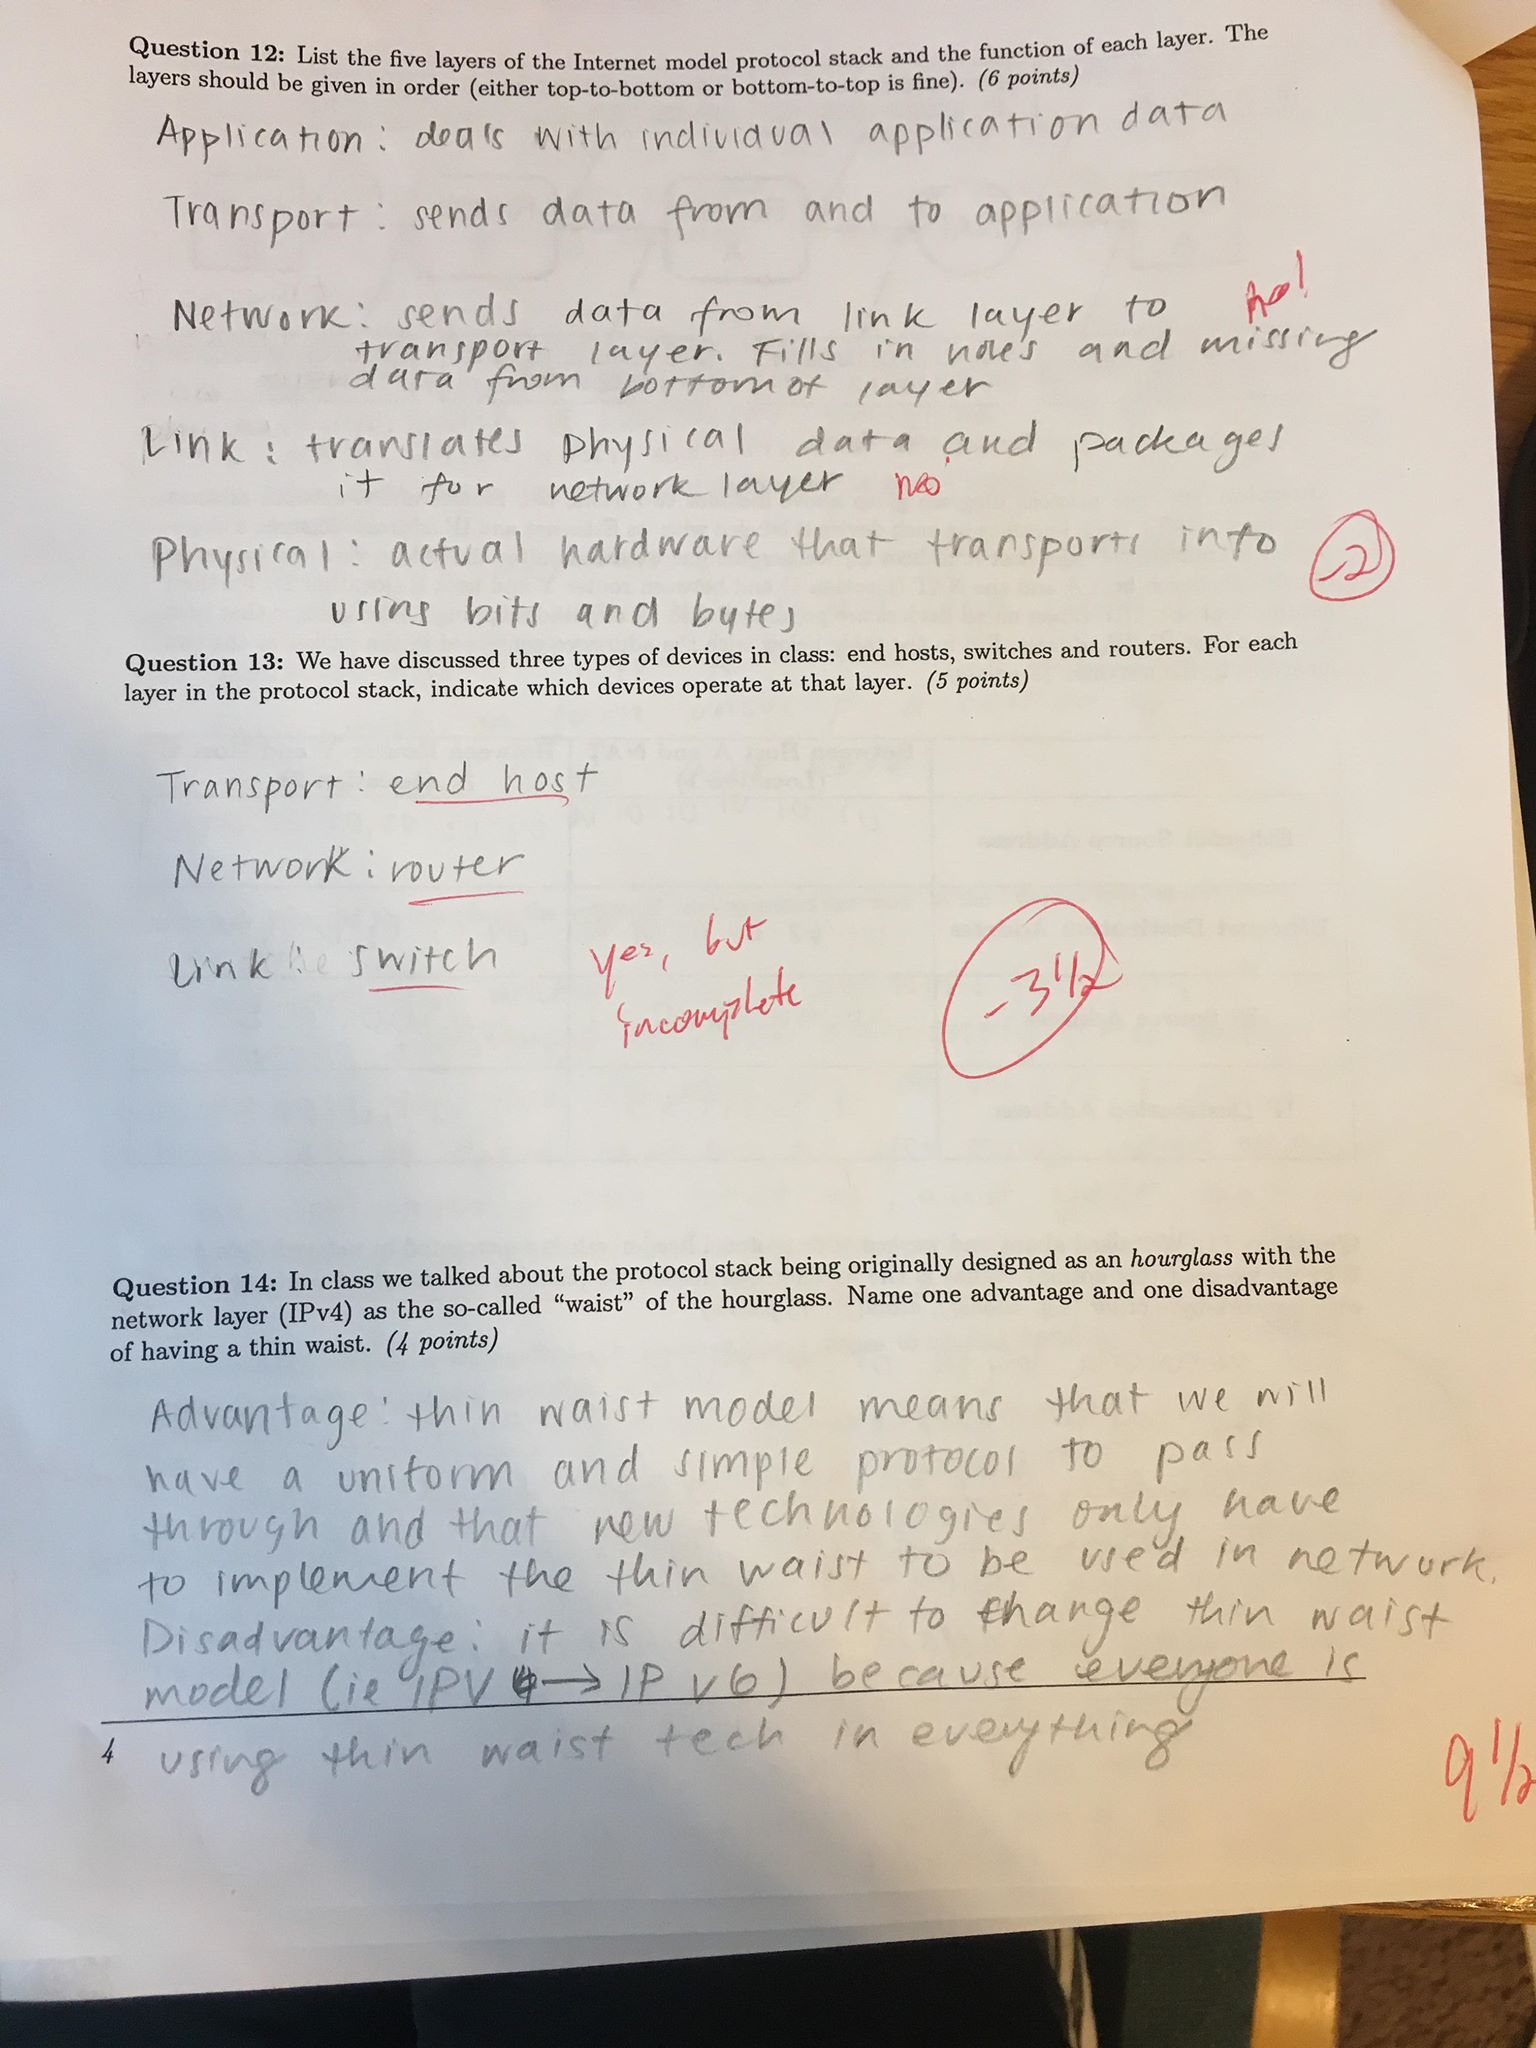 Question 12: List the five layers of the Internet model protocol stack and the function of each layer. The
layers should be given in order (either top-to-bottom or bottom-to-top is fine). (6 points)
Application: deals with individual application data
Transport: sends data from and to application
Network: sends data from link layer to
no!
transport layer. Fills in holes and missing
data from bottom of layer
Link: translates physical data and packages
it for network layer no
Physical: actual hardware that transports info
-2
using bits and bytes
Question 13: We have discussed three types of devices in class: end hosts, switches and routers. For each
layer in the protocol stack, indicate which devices operate at that layer. (5 points)
Transport: end host
Network: router
Link: switch
yes, but
incomplete
-3 1/2
Question 14: In class we talked about the protocol stack being originally designed as an hourglass with the
network layer (IPv4) as the so-called “waist” of the hourglass. Name one advantage and one disadvantage
of having a thin waist. (4 points)
Advantage: thin waist model means that we will
have a uniform and simple protocol to pass
through and that new technologies only have
to implement the thin waist to be used in network.
Disadvantage: it is difficult to change thin waist
model (ie IPV4 → IP v6) because everyone is
4 using thin waist tech in everything
9 1/2